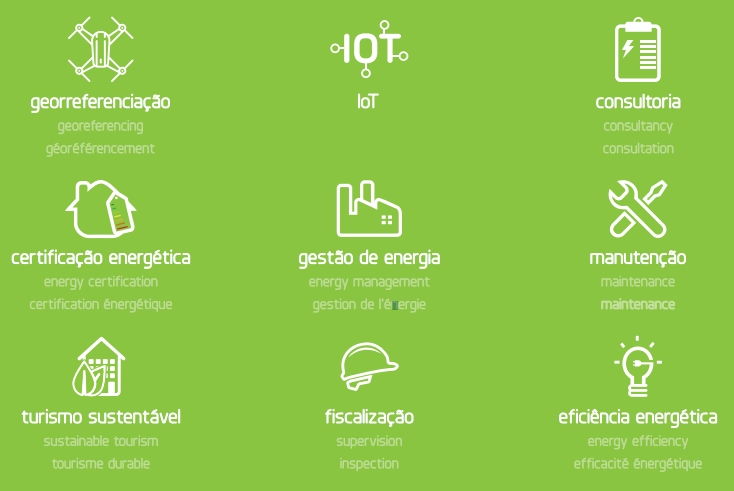 IOT
georreferenciação
georeferencing
géoréférencement
IoT
consultoria
consultancy
consultation
certificação energética
energy certification
certification énergétique
gestão de energia
energy management
gestion de l'énergie
manutenção
maintenance
maintenance
turismo sustentável
sustainable tourism
tourisme durable
fiscalização
supervision
inspection
eficiência energética
energy efficiency
efficacité énergétique